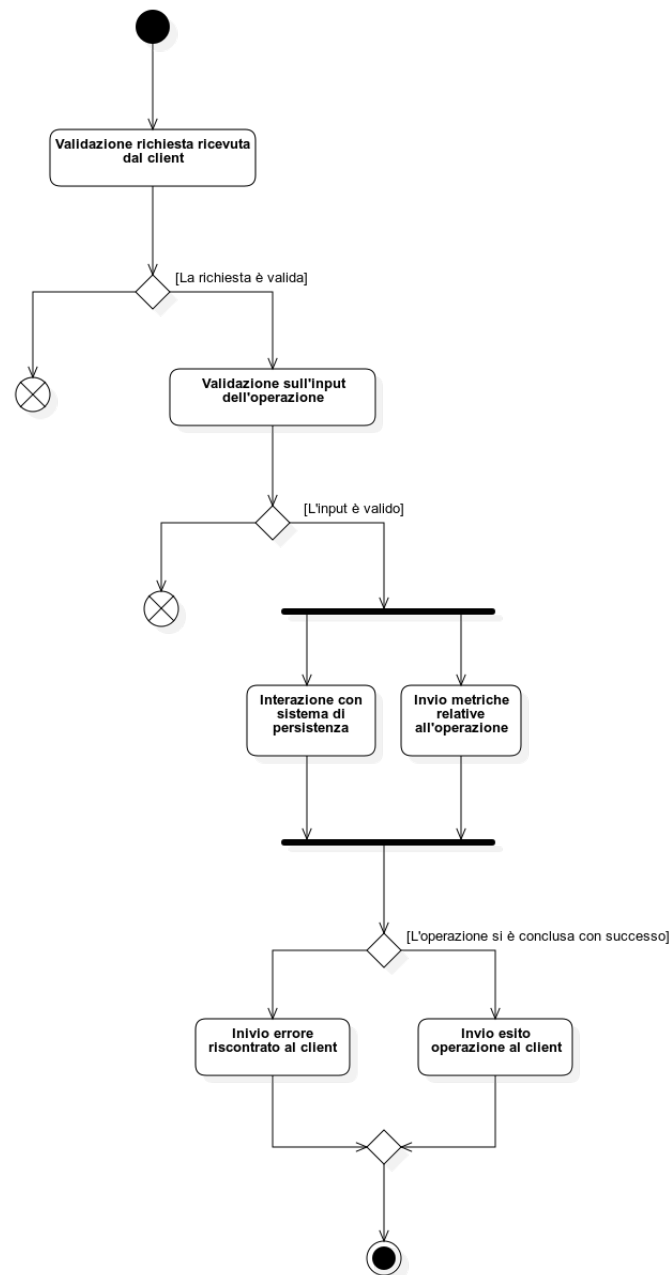 Validazione richiesta ricevuta
dal client
[La richiesta è valida]
Validazione sull'input
dell'operazione
[L'input è valido]
Interazione con
sistema di
persistenza
Invio metriche
relative
all'operazione
[L'operazione si è conclusa con successo]
Inivio errore
riscontrato al client
Invio esito
operazione al client